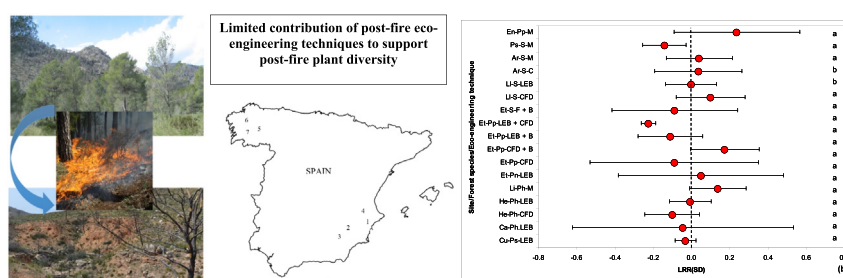 Limited contribution of post-fire eco-
engineering techniques to support
post-fire plant diversity
6
7 5
SPAIN
4
1
2
3
Site/Forest species/Eco-engineering technique
En-Pp-M a
Ps-S-M a
Ar-S-M a
Ar-S-C b
Li-S-LEB b
Li-S-CFD a
Et-S-F + B a
Et-Pp-LEB + CFD a
Et-Pp-LEB + B a
Et-Pp-CFD + B a
Et-Pp-CFD a
Et-Pn-LEB a
Li-Ph-M a
He-Ph-LEB a
He-Ph-CFD a
Ca-Ph.LEB a
Cu-Ps-LEB a
-0.8 -0.6 -0.4 -0.2 0.0 0.2 0.4 0.6 0.8
LRR(SD)
(b